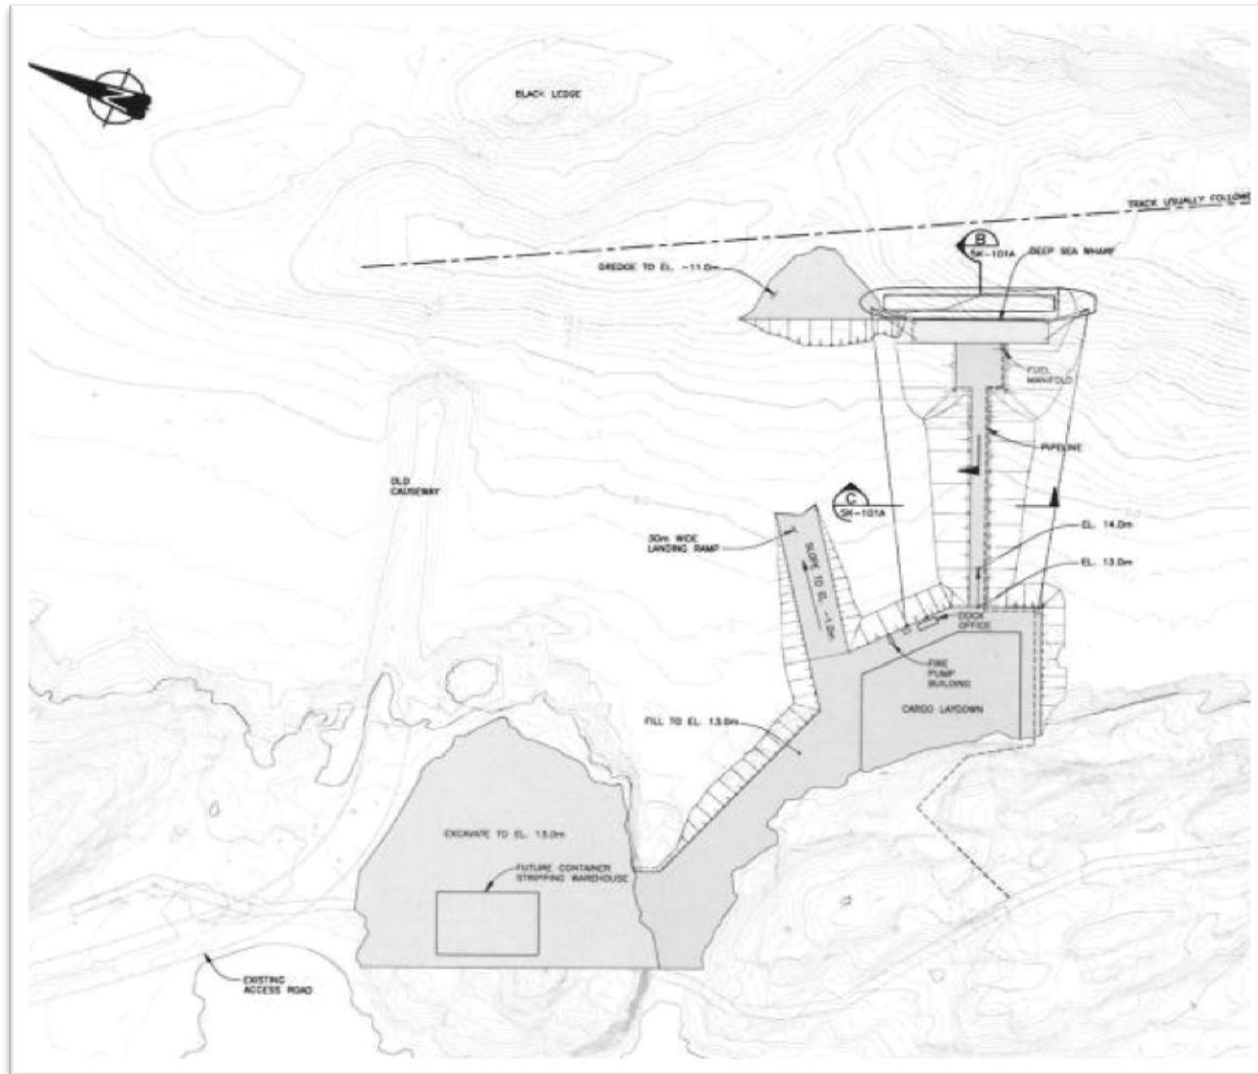 N
BLACK LEDGE
TRACK USUALLY FOLLOWE
B
SK-101A
DEEP SEA WHARF
DREDGE TO EL. -11.0m
FUEL
MANIFOLD
PIPELINE
OLD
CAUSEWAY
C
SK-101A
30m WIDE
LANDING RAMP
SLOPE TO EL. -1.0m
EL. 14.0m
EL. 13.0m
DOCK
OFFICE
FIRE
PUMP
BUILDING
CARGO LAYDOWN
FILL TO EL. 13.0m
EXCAVATE TO EL. 13.0m
FUTURE CONTAINER
STRIPPING WAREHOUSE
EXISTING
ACCESS ROAD